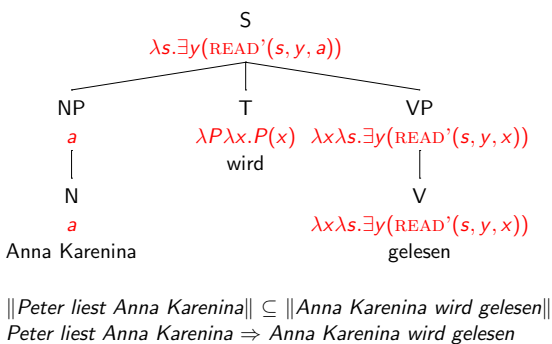 S
λs.∃y(READ’(s, y, a))
NP T VP
a λPλx.P(x) λxλs.∃y(READ’(s, y, x))
wird
N V
a λxλs.∃y(READ’(s, y, x))
Anna Karenina gelesen
‖Peter liest Anna Karenina‖ ⊆ ‖Anna Karenina wird gelesen‖
Peter liest Anna Karenina ⇒ Anna Karenina wird gelesen